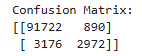 Confusion Matrix:
[[91722   890]
 [ 3176  2972]]